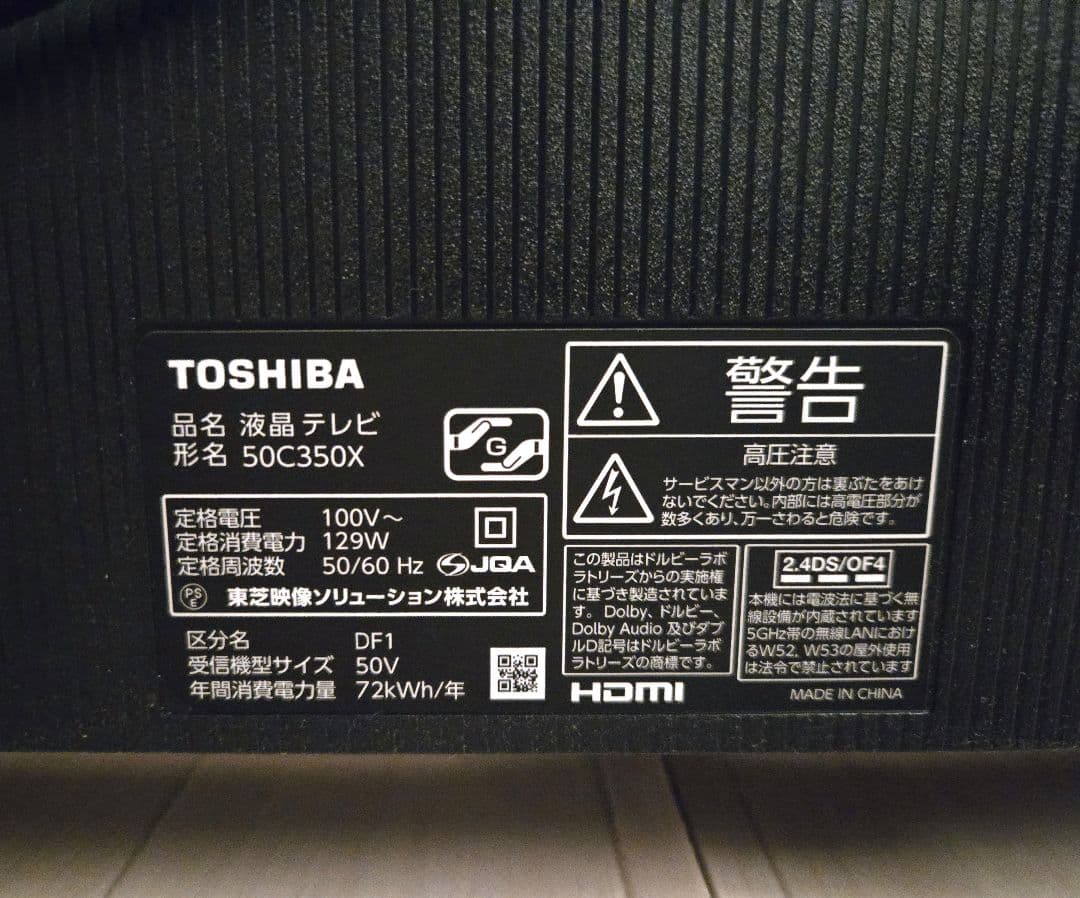 TOSHIBA
品名 液晶テレビ
形名 50C350X
G
定格電圧 100V～
定格消費電力 129W
定格周波数 50/60 Hz
JQA
PS
E
東芝映像ソリューション株式会社
区分名 DF1
受信機型サイズ 50V
年間消費電力量 72kWh/年
警告
高圧注意
サービスマン以外の方は裏ぶたをあけ
ないでください。内部には高電圧部分が
数多くあり、万一さわると危険です。
この製品はドルビーラボ
ラトリーズからの実施権
に基づき製造されていま
す。 Dolby、ドルビー、
Dolby Audio 及びダブ
ルD記号はドルビーラボ
ラトリーズの商標です。
HDMI
2.4DS/OF4
本機には電波法に基づく無
線設備が内蔵されています
5GHz帯の無線LANにおけ
るW52, W53の屋外使用
は法令で禁止されています
MADE IN CHINA